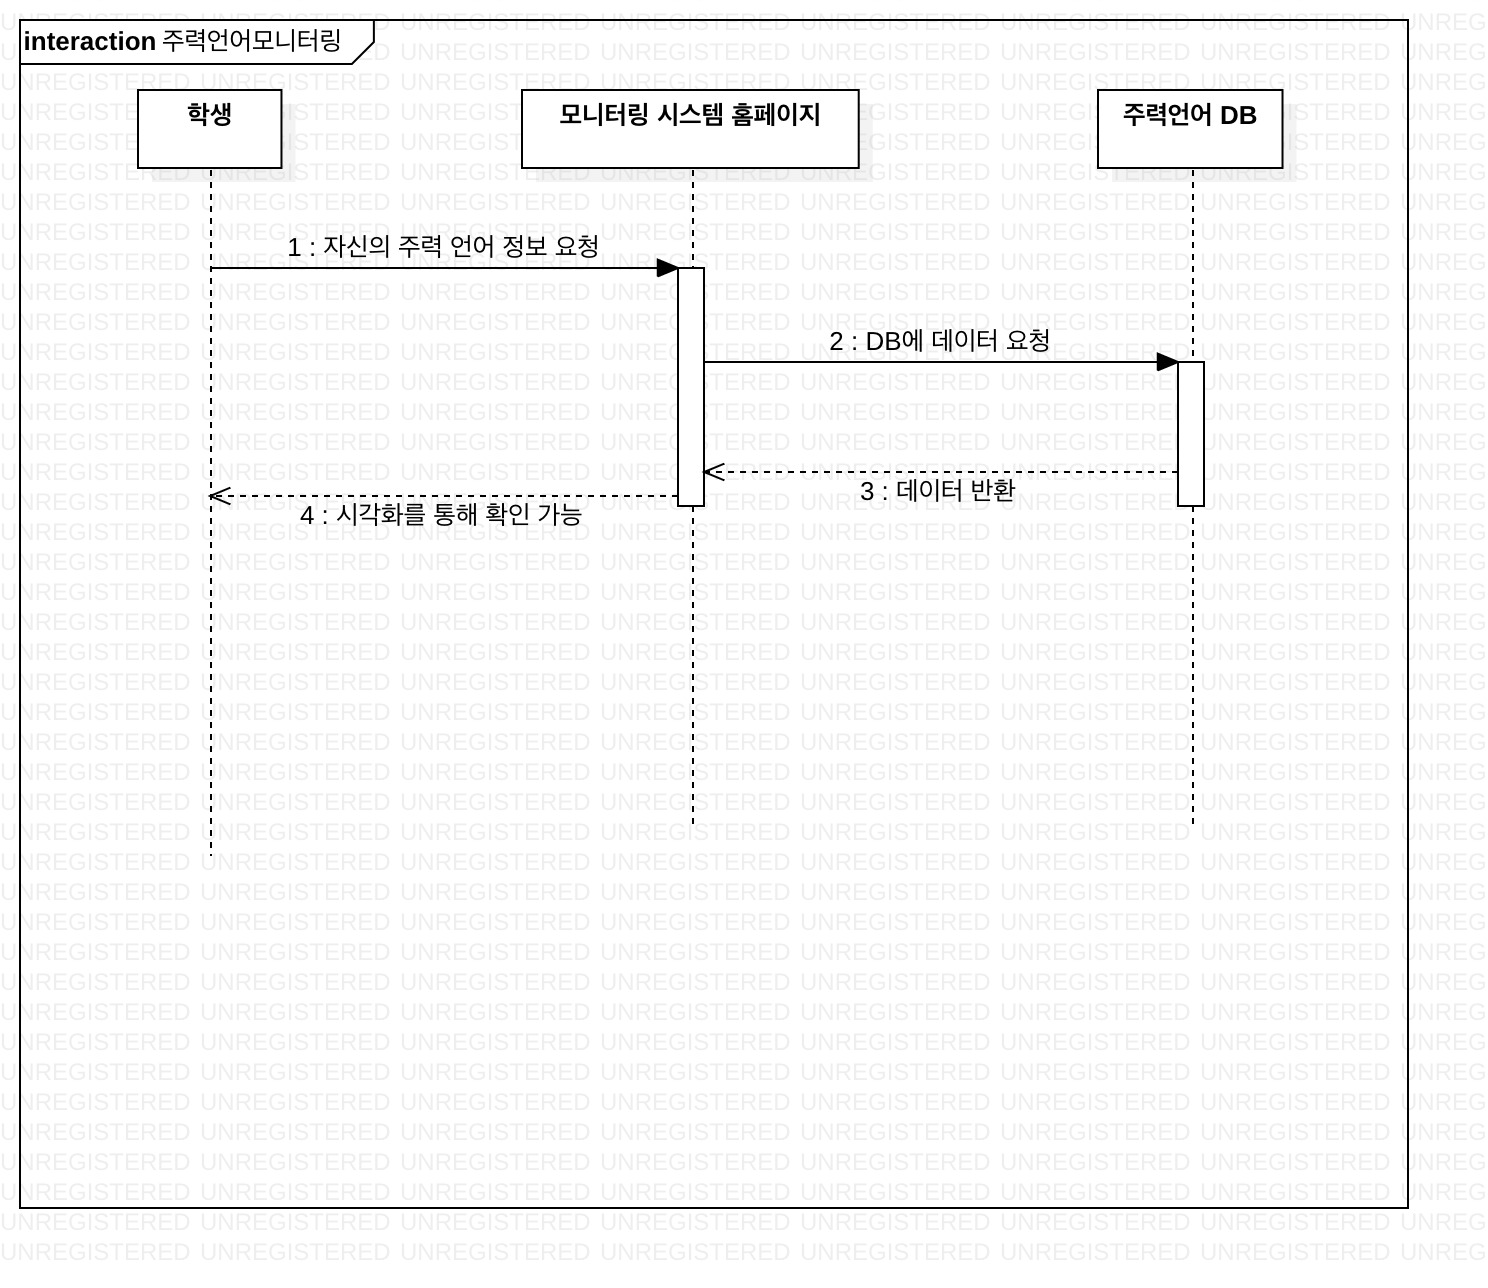 interaction 주력언어모니터링
학생
모니터링 시스템 홈페이지
주력언어 DB
1 : 자신의 주력 언어 정보 요청
2 : DB에 데이터 요청
3 : 데이터 반환
4 : 시각화를 통해 확인 가능
UNREGISTERED